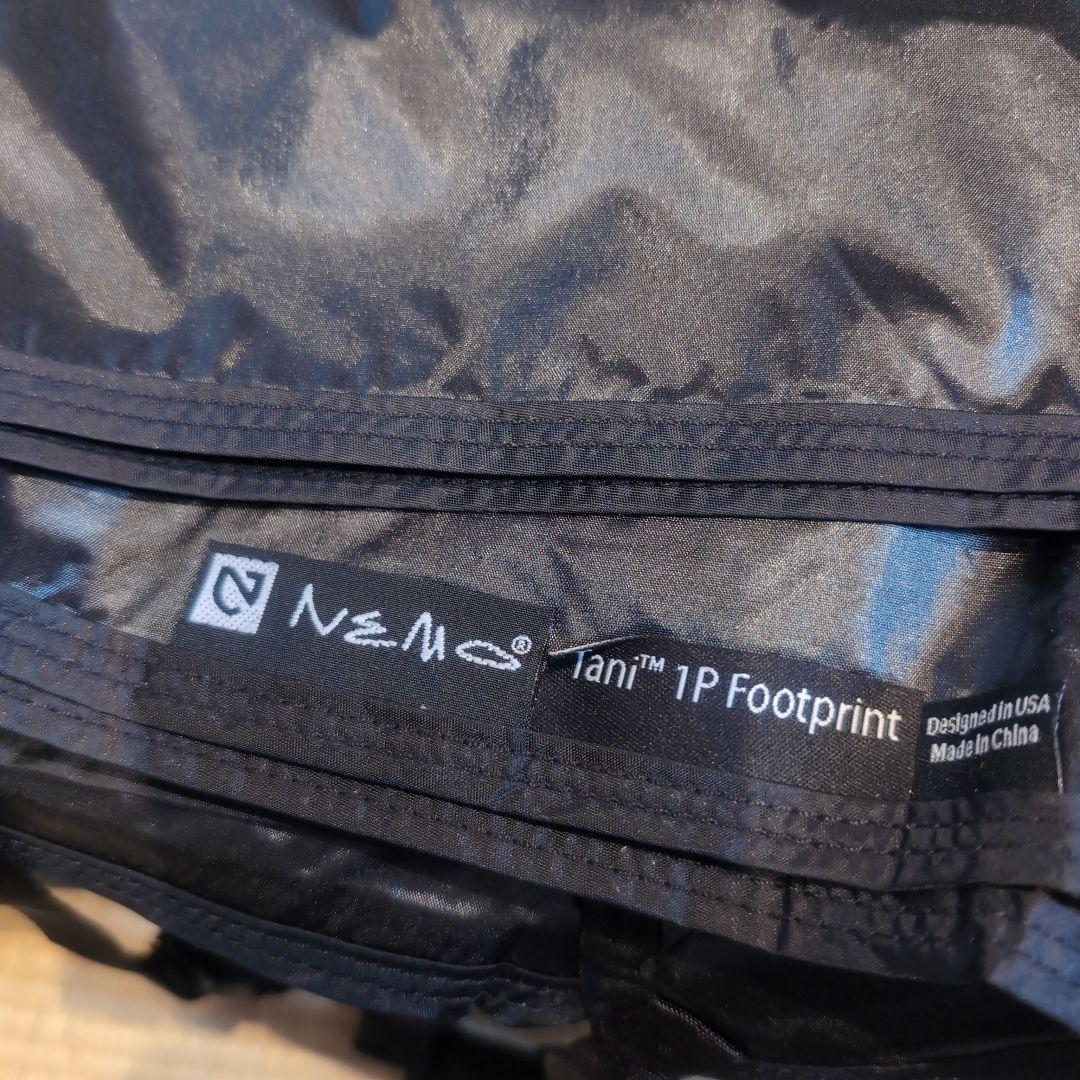 NEMO®
Tani™ 1P Footprint
Designed in USA
Made in China